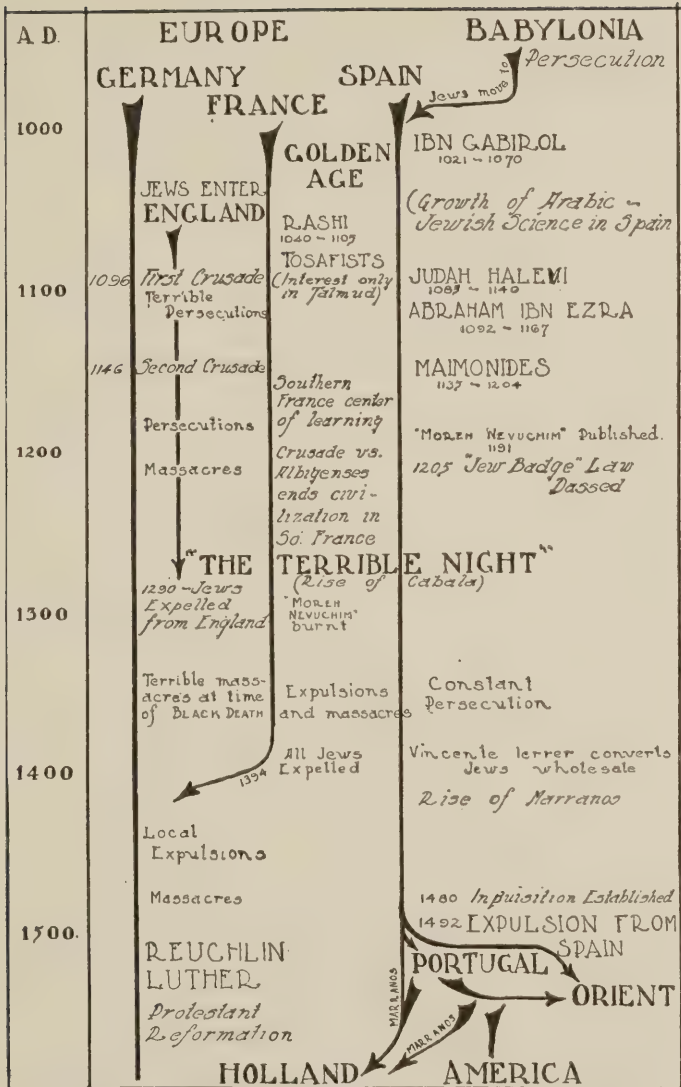 A. D.
EUROPE
BABYLONIA
Persecution
GERMANY
FRANCE
SPAIN
Jews move to
1000
GOLDEN
AGE
IBN GABIROL
1021 ~ 1070
JEWS ENTER
ENGLAND
(Growth of Arabic ~
Jewish Science in Spain
RASHI
1040 ~ 1105
TOSAFISTS
(Interest only
in Talmud)
1096 First Crusade
Terrible
Persecutions
1100
JUDAH HALEVI
1085 ~ 1140
ABRAHAM IBN EZRA
1092 ~ 1167
1146 Second Crusade
MAIMONIDES
1135 ~ 1204
Southern
France center
of learning
Persecutions
Massacres
1200
Crusade vs.
Albigenses
ends civi-
lization in
So. France
"MOREH NEVUCHIM" Published.
1191
1205 "Jew Badge" Law
Passed
"THE TERRIBLE NIGHT"
(Rise of Cabala)
1290 - Jews
Expelled
from England
"MOREH
NEVUCHIM"
burnt
1300
Terrible mass-
acres at time
of BLACK DEATH
Expulsions
and massacres
Constant
Persecution
1394
All Jews
Expelled
1400
Vincente Ferrer converts
Jews wholesale
Rise of Marranos
Local
Expulsions
Massacres
1480 Inquisition Established
1492 EXPULSION FROM
SPAIN
1500.
REUCHLIN
LUTHER
Protestant
Reformation
PORTUGAL
ORIENT
MARRANOS
MARRANOS
HOLLAND
AMERICA